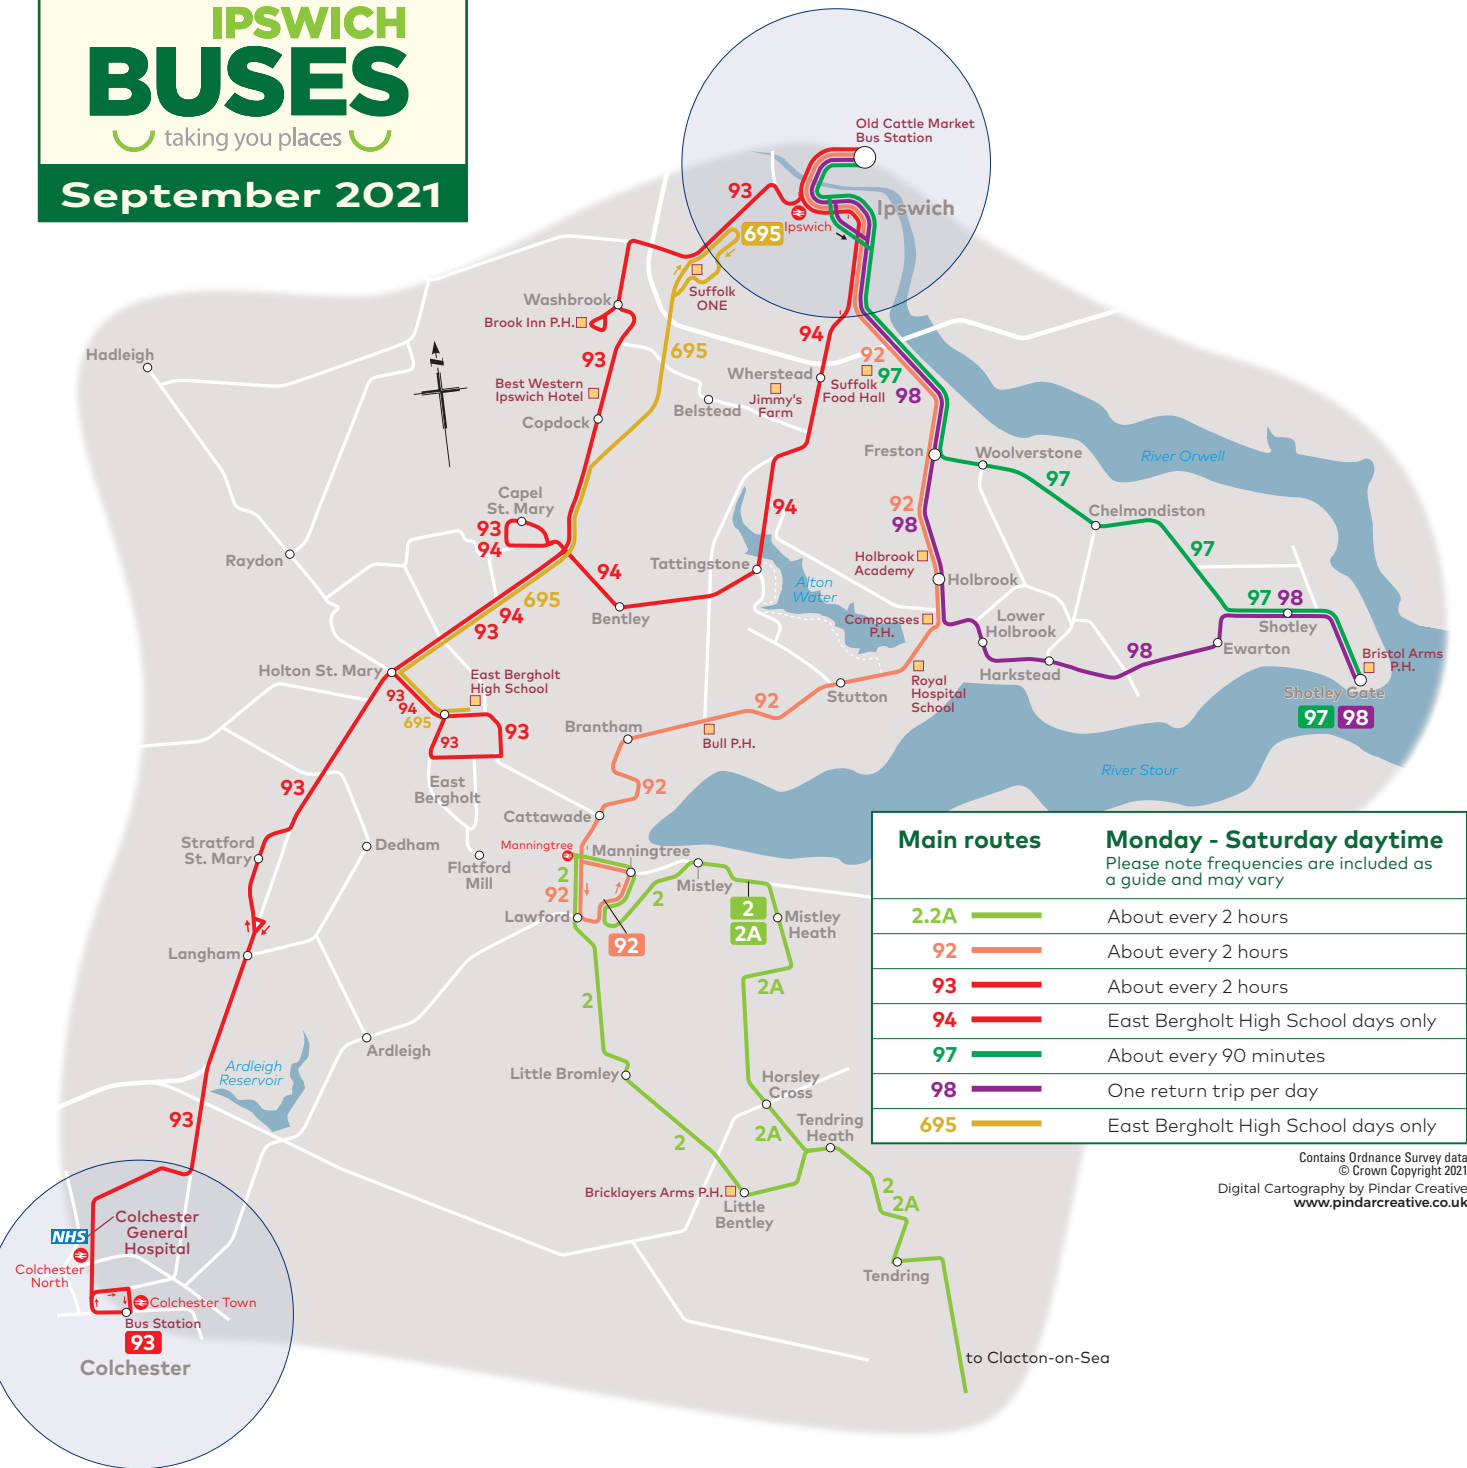 IPSWICH
BUSES
taking you places
September 2021
Old Cattle Market
Bus Station
Ipswich
Ipswich
93
695
Suffolk
ONE
Washbrook
Brook Inn P.H.
93
695
94
92
97
98
Wherstead
Suffolk
Food Hall
Jimmy's
Farm
Hadleigh
Best Western
Ipswich Hotel
Belstead
Copdock
N
Freston
Woolverstone
River Orwell
97
Capel
St. Mary
93
94
94
92
98
Chelmondiston
97
Raydon
Tattingstone
Holbrook
Academy
Holbrook
Alton
Water
94
695
94
93
Bentley
Compasses
P.H.
Lower
Holbrook
97 98
Shotley
Ewarton
98
Harkstead
Bristol Arms
P.H.
Shotley Gate
97
98
Holton St. Mary
East Bergholt
High School
93
94
695
93
93
Royal
Hospital
School
Stutton
92
Brantham
Bull P.H.
River Stour
East
Bergholt
93
92
Cattawade
Stratford
St. Mary
Dedham
Flatford
Mill
Manningtree
Manningtree
2
92
Mistley
2
2
2A
Lawford
92
Mistley
Heath
Langham
2A
2
Ardleigh
Ardleigh
Reservoir
Little Bromley
Horsley
Cross
93
2
2A
Tendring
Heath
Bricklayers Arms P.H.
Little
Bentley
2
2A
Tendring
to Clacton-on-Sea
NHS
Colchester
General
Hospital
Colchester
North
Colchester Town
Bus Station
93
Colchester
Main routes
Monday - Saturday daytime
Please note frequencies are included as
a guide and may vary
2.2A About every 2 hours
92 About every 2 hours
93 About every 2 hours
94 East Bergholt High School days only
97 About every 90 minutes
98 One return trip per day
695 East Bergholt High School days only
Contains Ordnance Survey data
© Crown Copyright 2021
Digital Cartography by Pindar Creative
www.pindarcreative.co.uk